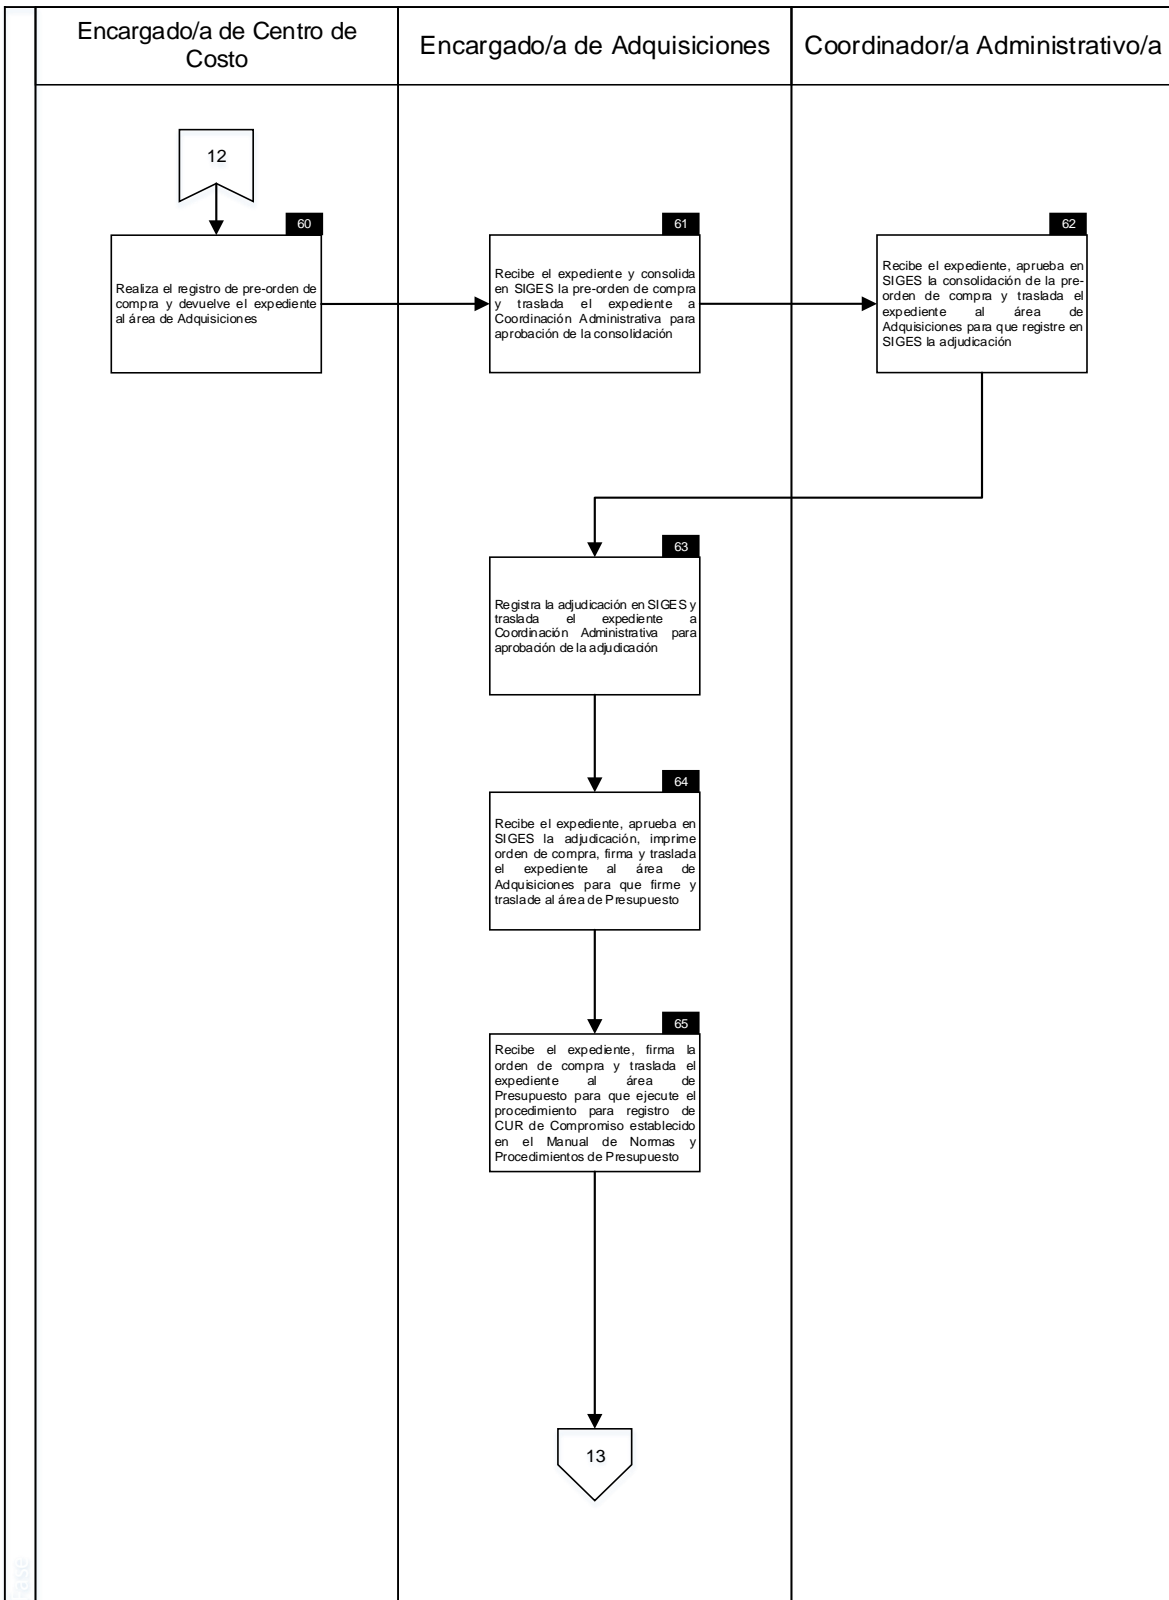 Encargado/a de Centro de
Costo
Encargado/a de Adquisiciones
Coordinador/a Administrativo/a
12
60
Realiza el registro de pre-orden de
compra y devuelve el expediente
al área de Adquisiciones
61
Recibe el expediente y consolida
en SIGES la pre-orden de compra
y traslada el expediente a
Coordinación Administrativa para
aprobación de la consolidación
62
Recibe el expediente, aprueba en
SIGES la consolidación de la pre-
orden de compra y traslada el
expediente al área de
Adquisiciones para que registre en
SIGES la adjudicación
63
Registra la adjudicación en SIGES y
traslada el expediente a
Coordinación Administrativa para
aprobación de la adjudicación
64
Recibe el expediente, aprueba en
SIGES la adjudicación, imprime
orden de compra, firma y traslada
el expediente al área de
Adquisiciones para que firme y
traslade al área de Presupuesto
65
Recibe el expediente, firma la
orden de compra y traslada el
expediente al área de
Presupuesto para que ejecute el
procedimiento para registro de
CUR de Compromiso establecido
en el Manual de Normas y
Procedimientos de Presupuesto
13